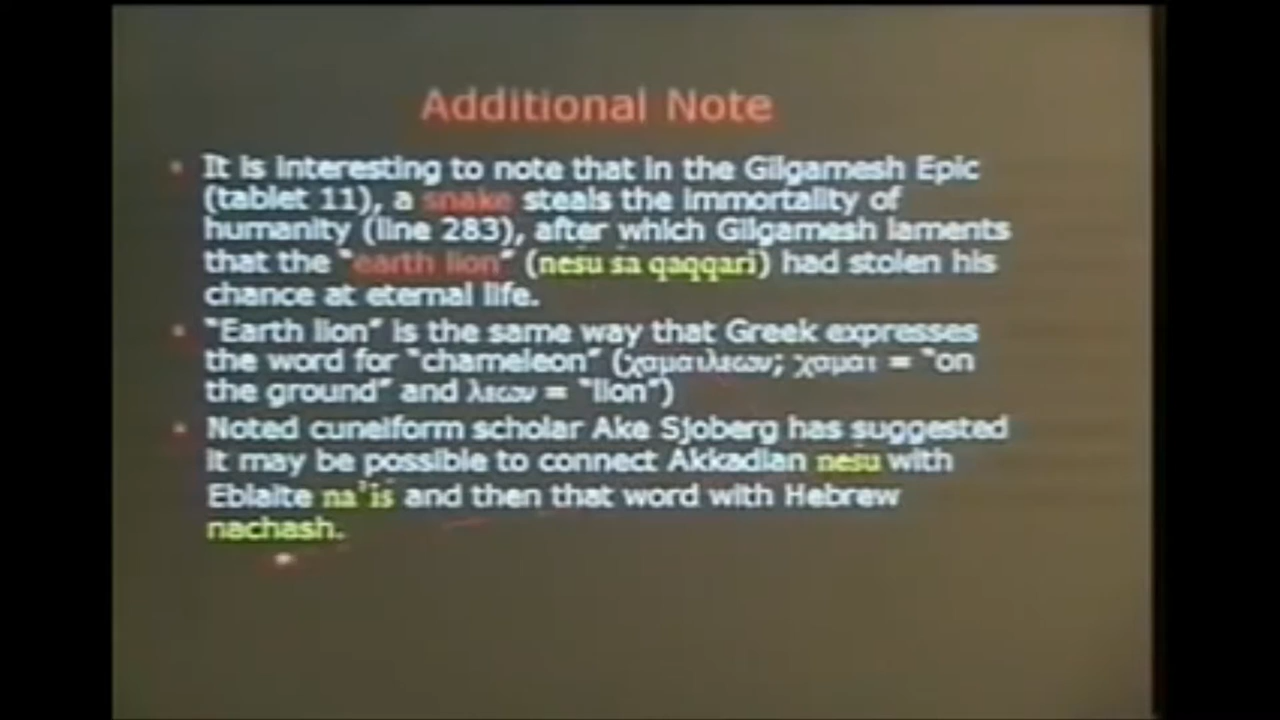 Additional Note
• It is interesting to note that in the Gilgamesh Epic
(tablet 11), a snake steals the immortality of
humanity (line 283), after which Gilgamesh laments
that the “earth lion” (nešu ša qaqqari) had stolen his
chance at eternal life.
• “Earth lion” is the same way that Greek expresses
the word for “chameleon” (χαμαιλεων; χαμαι = “on
the ground” and λεων = “lion”)
• Noted cuneiform scholar Ake Sjoberg has suggested
it may be possible to connect Akkadian nešu with
Eblaite na’iš and then that word with Hebrew
nachash.